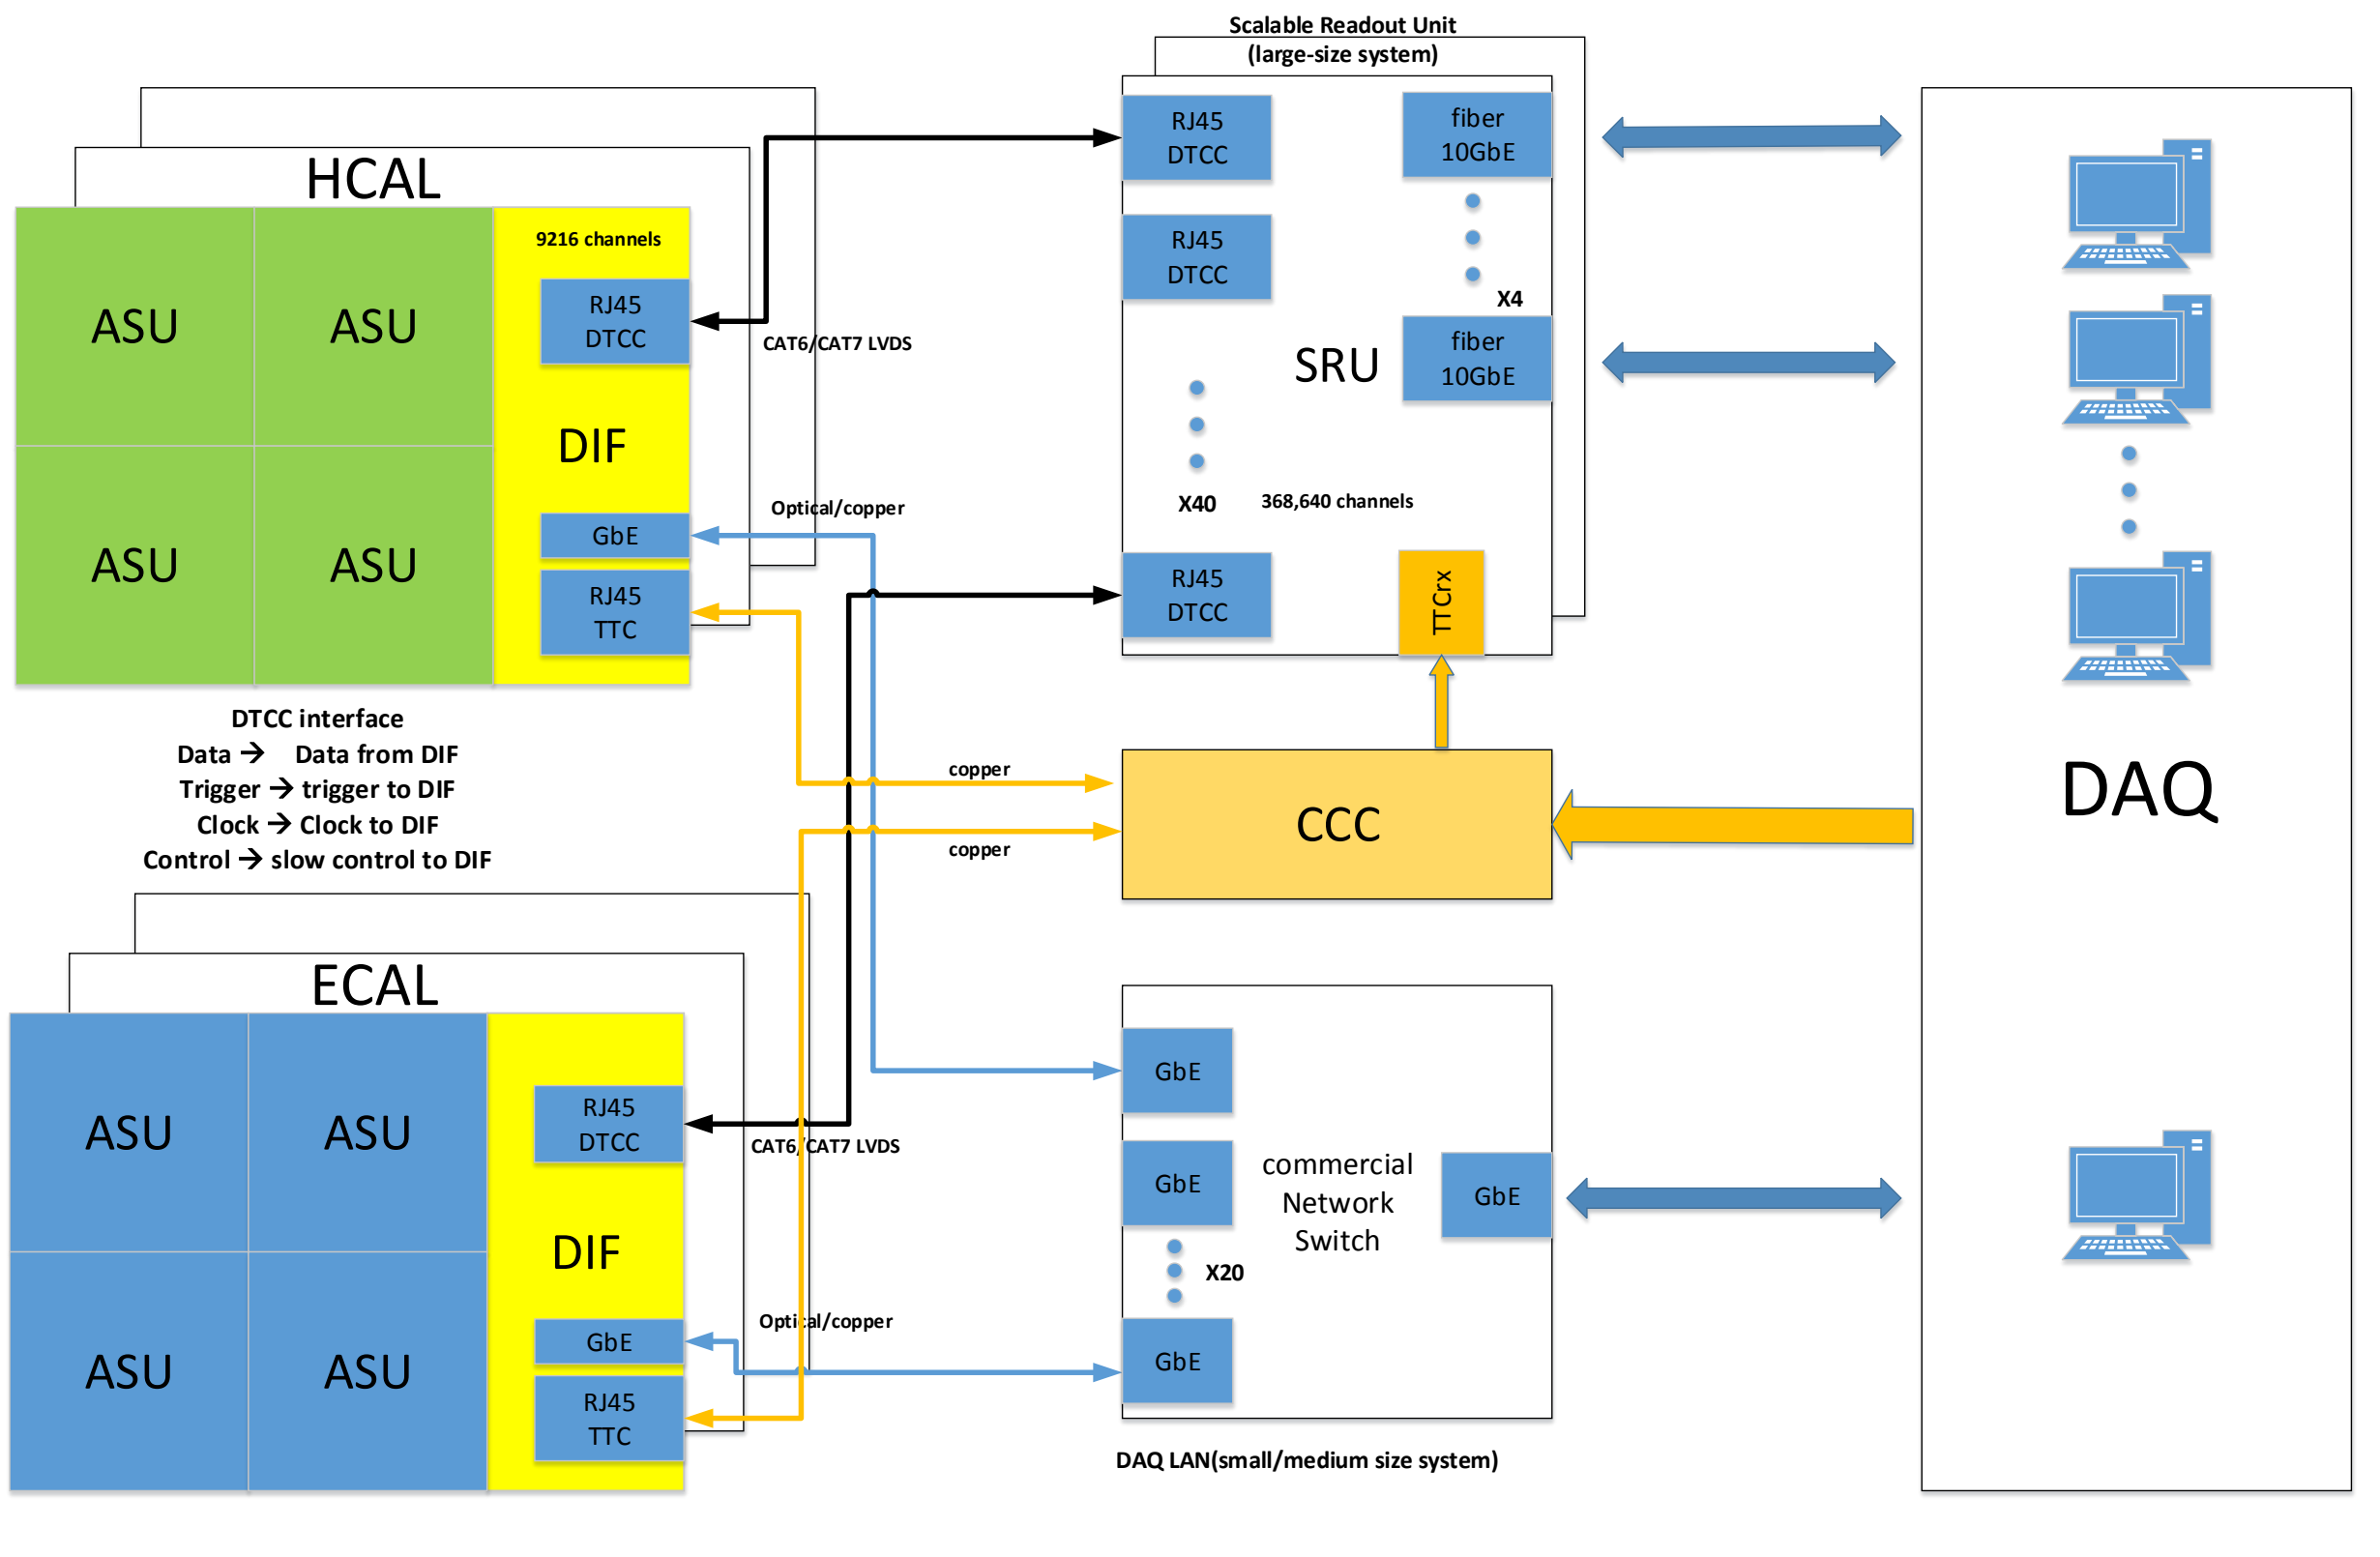 Scalable Readout Unit
(large-size system)
HCAL
ASU
ASU
ASU
ASU
9216 channels
RJ45
DTCC
DIF
GbE
RJ45
TTC
CAT6/CAT7 LVDS
Optical/copper
RJ45
DTCC
RJ45
DTCC
X40
RJ45
DTCC
fiber
10GbE
X4
fiber
10GbE
SRU
368,640 channels
TTCrx
DTCC interface
Data → Data from DIF
Trigger → trigger to DIF
Clock → Clock to DIF
Control → slow control to DIF
copper
copper
CCC
DAQ
ECAL
ASU
ASU
ASU
ASU
RJ45
DTCC
DIF
GbE
RJ45
TTC
CAT6/CAT7 LVDS
Optical/copper
GbE
GbE
X20
GbE
commercial
Network
Switch
GbE
DAQ LAN(small/medium size system)